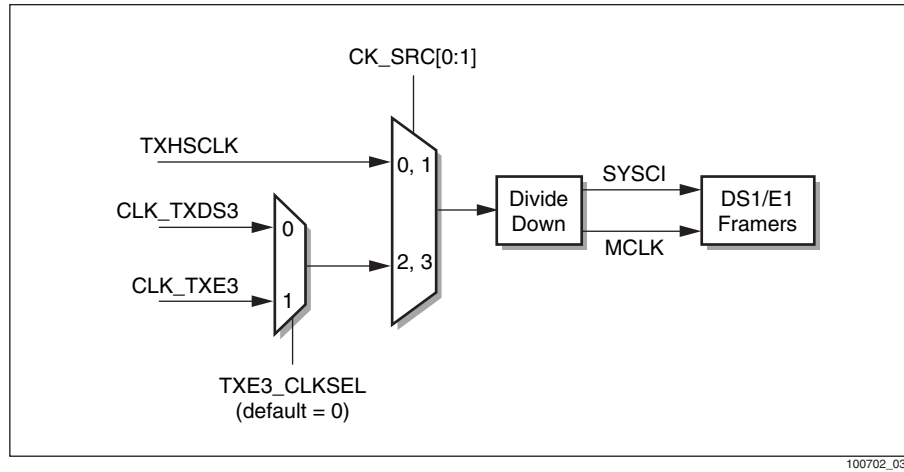 CK_SRC[0:1]
TXHSCLK
0, 1
SYSCI
CLK_TXDS3
0
Divide
Down
DS1/E1
Framers
MCLK
2, 3
CLK_TXE3
1
TXE3_CLKSEL
(default = 0)
100702_03